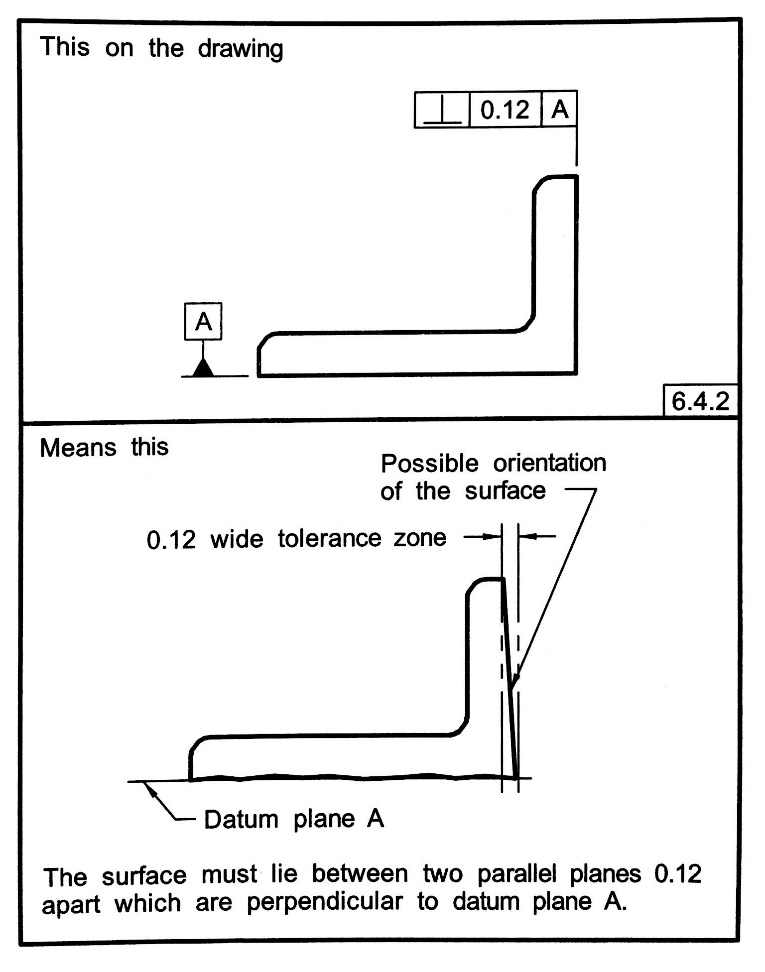 This on the drawing
⊥ 0.12 A
A
6.4.2
Means this
Possible orientation
of the surface
0.12 wide tolerance zone
Datum plane A
The surface must lie between two parallel planes 0.12
apart which are perpendicular to datum plane A.